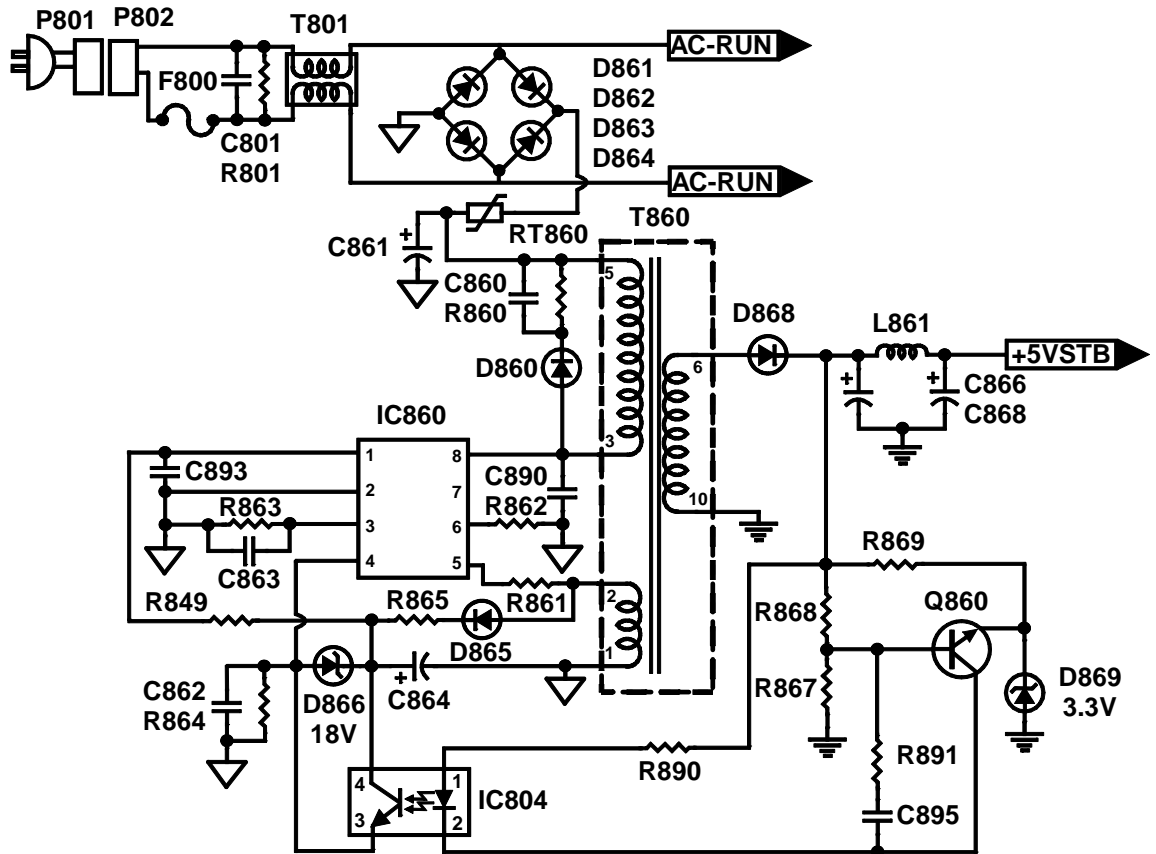 P801
P802
T801
AC-RUN
F800
D861
D862
D863
D864
C801
R801
AC-RUN
T860
+
C861
RT860
C860
R860
5
D868
L861
D860
6
+5VSTB
+
+
C866
C868
IC860
3
1
8
C893
C890
2
7
R862
10
R863
3
6
4
5
C863
R869
R849
R865
R861
2
R868
Q860
D865
1
C862
R864
+
C864
D866
18V
R867
D869
3.3V
R890
R891
4
1
IC804
3
2
C895